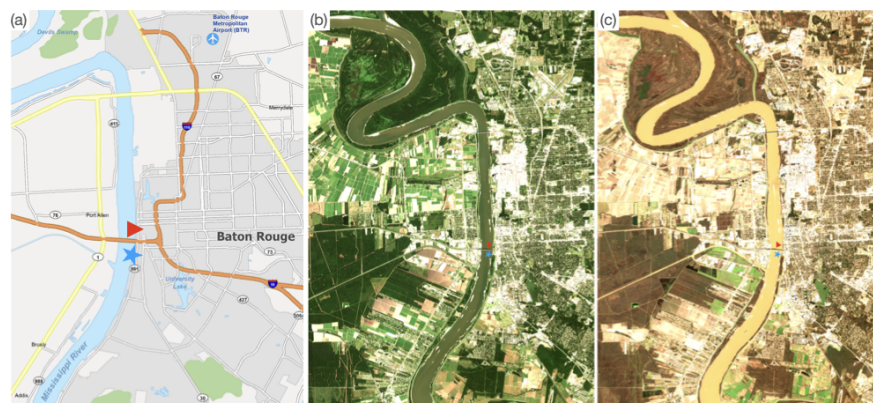 (a)
(b)
(c)
Devils Swamp
Baton Rouge
Metropolitan
Airport (BTR)
67
Merrydale
415
110
76
Port Allen
Baton Rouge
1
391
73
University
Lake
10
427
Brusly
Mississippi River
Addis
30